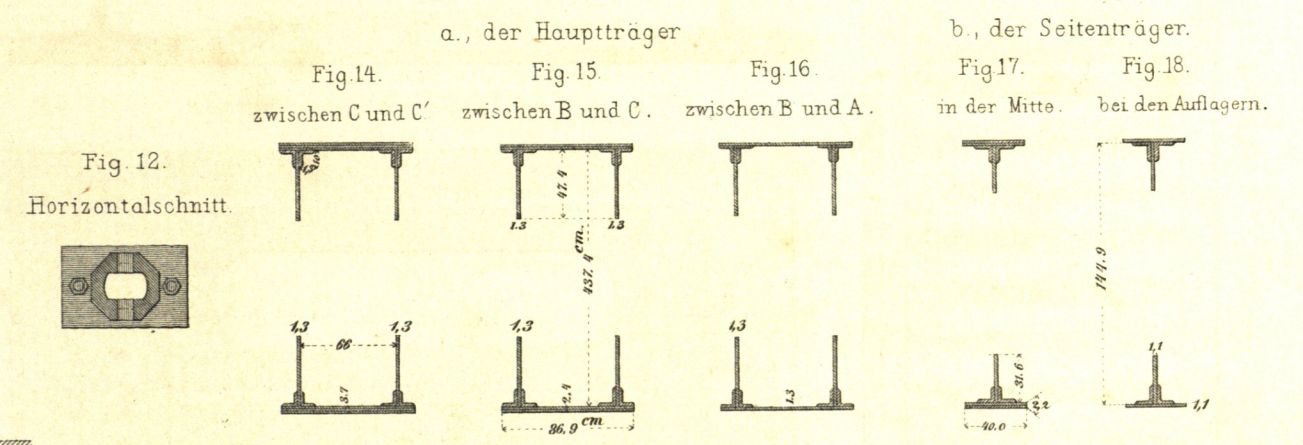 a., der Hauptträger
b., der Seitenträger.
Fig.14.
Fig. 15.
Fig.16.
Fig.17.
Fig.18.
zwischen C und C'
zwischen B und C.
zwischen B und A.
in der Mitte.
bei den Auflagern.
Fig. 12.
Horizontalschnitt.
47.4
1.3
1.3
437.4 cm.
144.9
1,3
1,3
1,3
1,3
66
1,1
3.7
2.4
1.3
31.6
2,2
1,1
86,9 cm
40.0